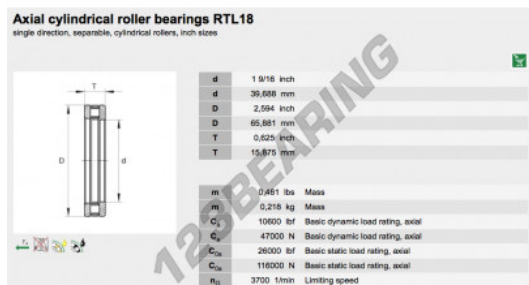 Axial cylindrical roller bearings RTL18
single direction, separable, cylindrical rollers, inch sizes
T
D
d
d 1 9/16 inch
d 39,688 mm
D 2,594 inch
D 65,881 mm
T 0,625 inch
T 15,875 mm
m 0,481 lbs Mass
m 0,218 kg Mass
Ca 10600 lbf Basic dynamic load rating, axial
Ca 47000 N Basic dynamic load rating, axial
C0a 26000 lbf Basic static load rating, axial
C0a 116000 N Basic static load rating, axial
nG 3700 1/min Limiting speed
123BEARING